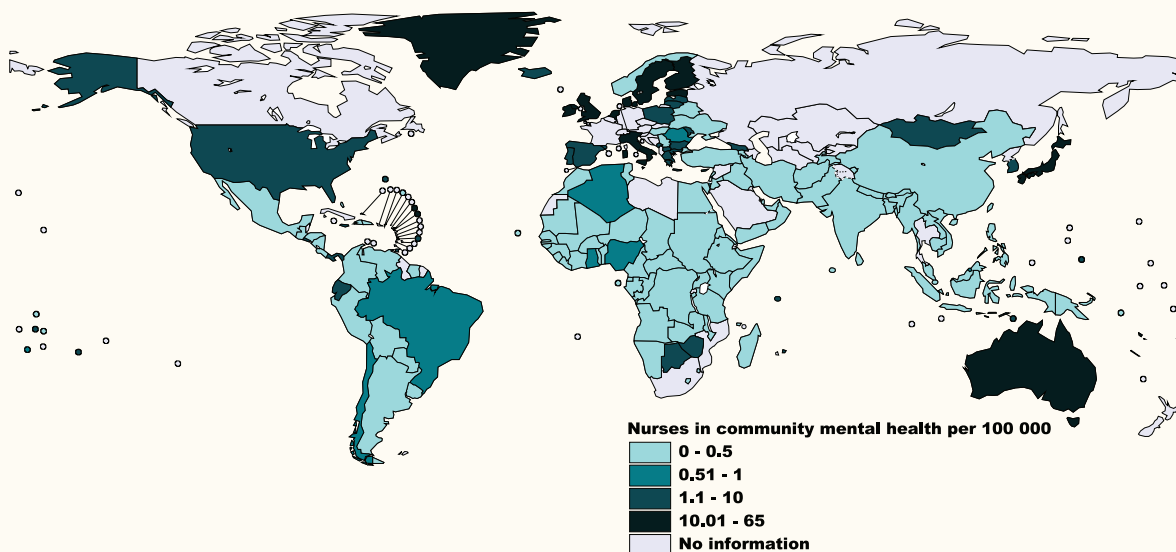 Nurses in community mental health per 100 000
0 - 0.5
0.51 - 1
1.1 - 10
10.01 - 65
No information